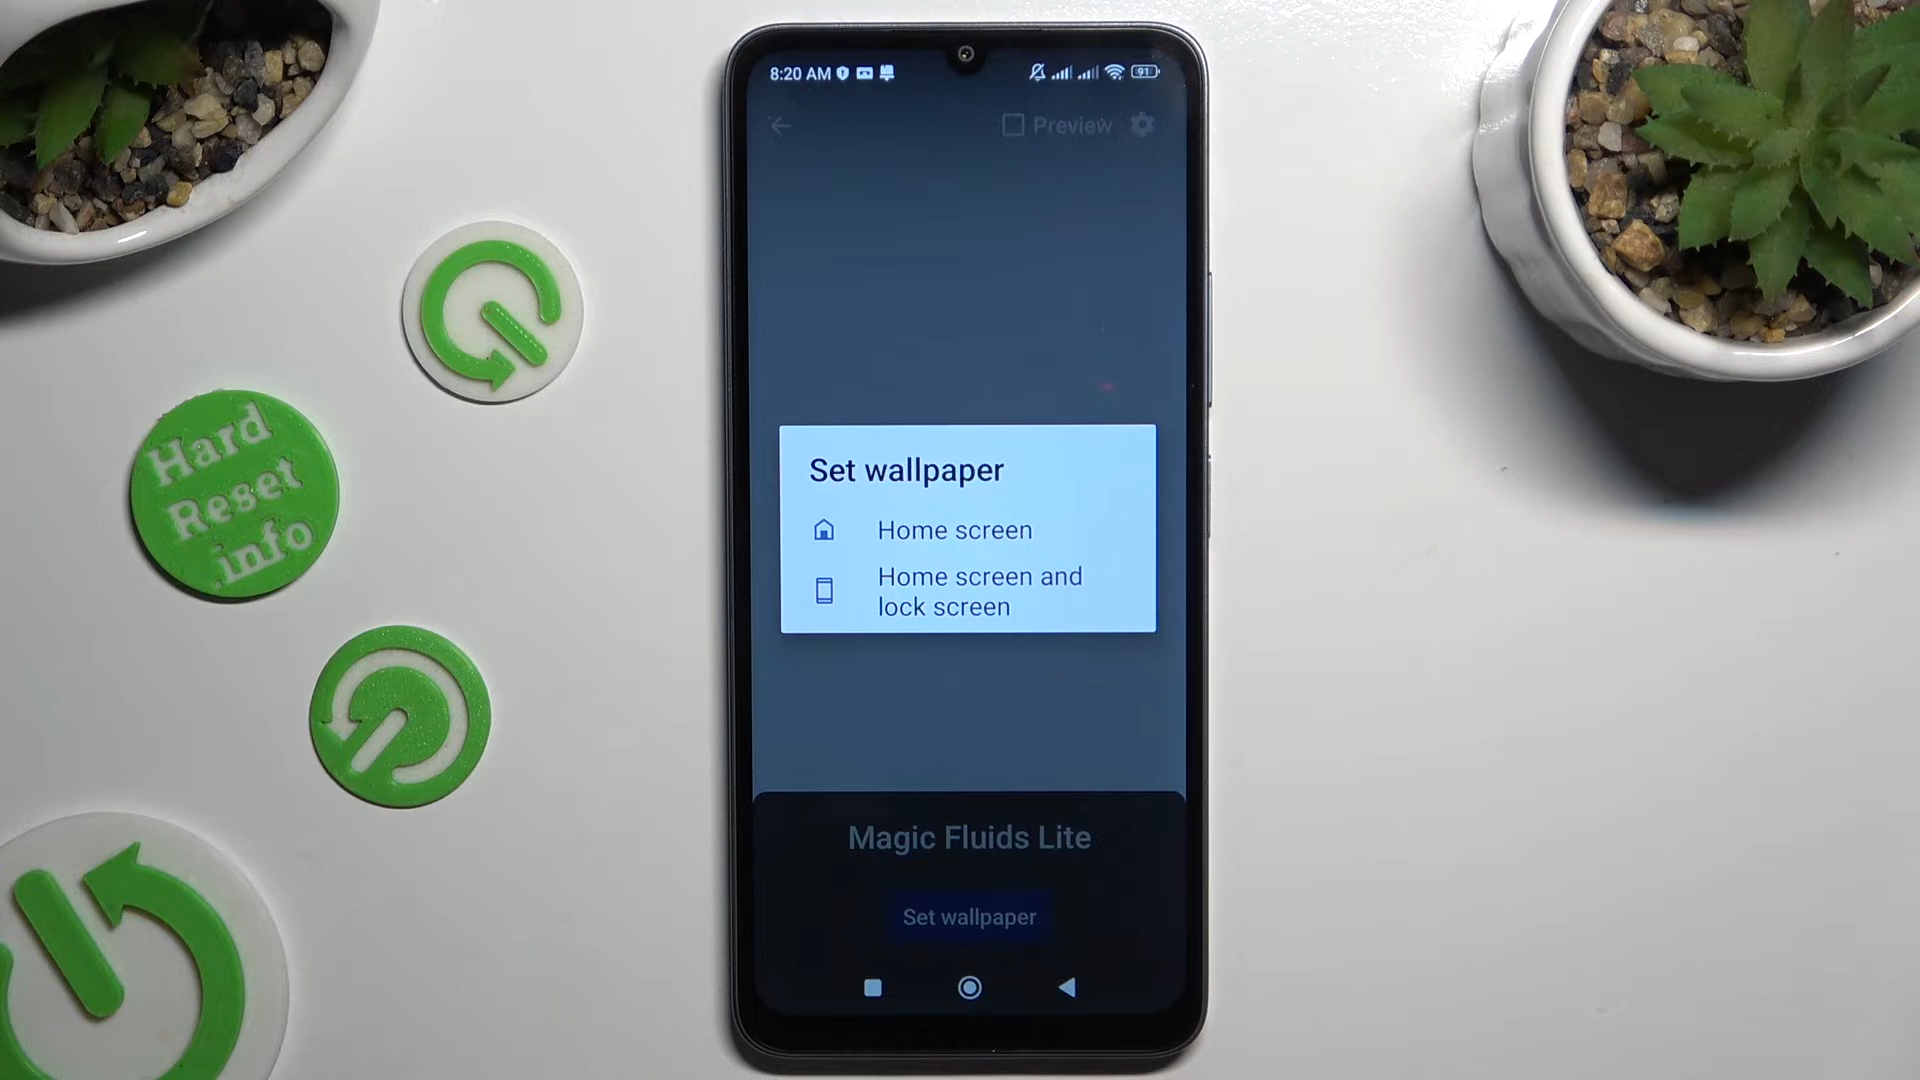 8:20 AM
91
Preview
Set wallpaper
Home screen
Home screen and
lock screen
Magic Fluids Lite
Set wallpaper
Hard
Reset
.info